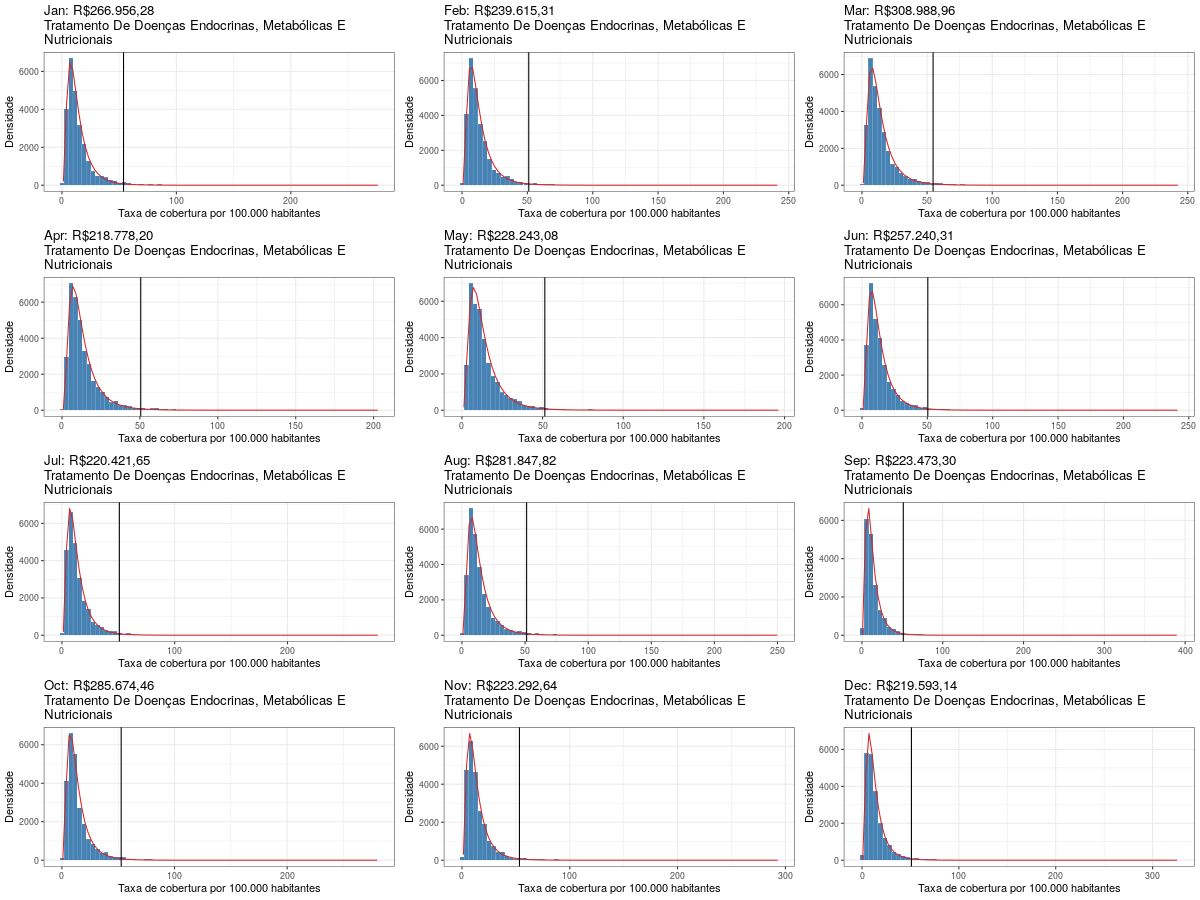 Jan: R$266.956,28
Tratamento De Doenças Endocrinas, Metabólicas E
Nutricionais
6000
4000
2000
0
Densidade
0 100 200
Taxa de cobertura por 100.000 habitantes
Feb: R$239.615,31
Tratamento De Doenças Endocrinas, Metabólicas E
Nutricionais
6000
4000
2000
0
Densidade
0 50 100 150 200 250
Taxa de cobertura por 100.000 habitantes
Mar: R$308.988,96
Tratamento De Doenças Endocrinas, Metabólicas E
Nutricionais
6000
4000
2000
0
Densidade
0 50 100 150 200 250
Taxa de cobertura por 100.000 habitantes
Apr: R$218.778,20
Tratamento De Doenças Endocrinas, Metabólicas E
Nutricionais
6000
4000
2000
0
Densidade
0 50 100 150 200
Taxa de cobertura por 100.000 habitantes
May: R$228.243,08
Tratamento De Doenças Endocrinas, Metabólicas E
Nutricionais
6000
4000
2000
0
Densidade
0 50 100 150 200
Taxa de cobertura por 100.000 habitantes
Jun: R$257.240,31
Tratamento De Doenças Endocrinas, Metabólicas E
Nutricionais
6000
4000
2000
0
Densidade
0 50 100 150 200 250
Taxa de cobertura por 100.000 habitantes
Jul: R$220.421,65
Tratamento De Doenças Endocrinas, Metabólicas E
Nutricionais
6000
4000
2000
0
Densidade
0 100 200
Taxa de cobertura por 100.000 habitantes
Aug: R$281.847,82
Tratamento De Doenças Endocrinas, Metabólicas E
Nutricionais
6000
4000
2000
0
Densidade
0 50 100 150 200 250
Taxa de cobertura por 100.000 habitantes
Sep: R$223.473,30
Tratamento De Doenças Endocrinas, Metabólicas E
Nutricionais
6000
4000
2000
0
Densidade
0 100 200 300 400
Taxa de cobertura por 100.000 habitantes
Oct: R$285.674,46
Tratamento De Doenças Endocrinas, Metabólicas E
Nutricionais
6000
4000
2000
0
Densidade
0 100 200
Taxa de cobertura por 100.000 habitantes
Nov: R$223.292,64
Tratamento De Doenças Endocrinas, Metabólicas E
Nutricionais
6000
4000
2000
0
Densidade
0 100 200 300
Taxa de cobertura por 100.000 habitantes
Dec: R$219.593,14
Tratamento De Doenças Endocrinas, Metabólicas E
Nutricionais
6000
4000
2000
0
Densidade
0 100 200 300
Taxa de cobertura por 100.000 habitantes